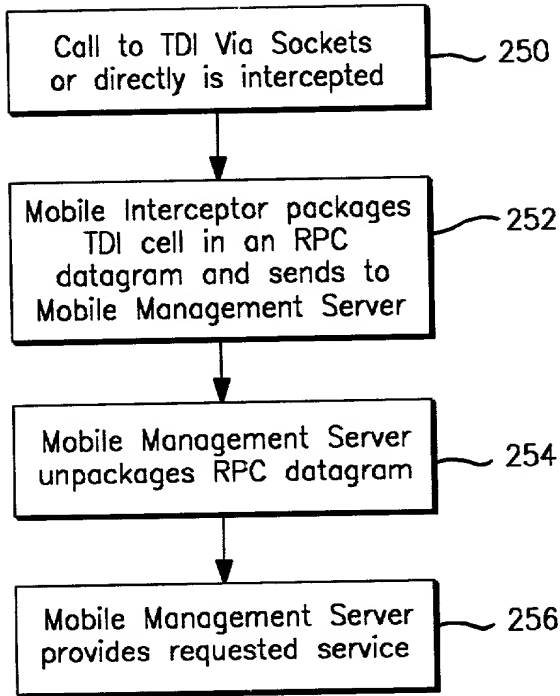 Call to TDI Via Sockets
or directly is intercepted
250
Mobile Interceptor packages
TDI cell in an RPC
datagram and sends to
Mobile Management Server
252
Mobile Management Server
unpackages RPC datagram
254
Mobile Management Server
provides requested service
256